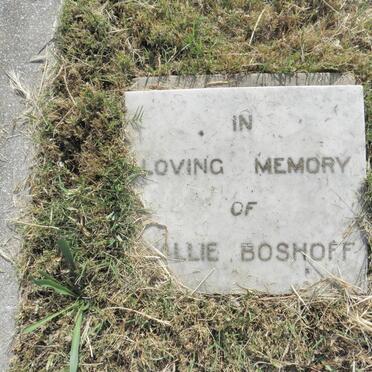 IN
LOVING MEMORY
OF
BOSHOFF